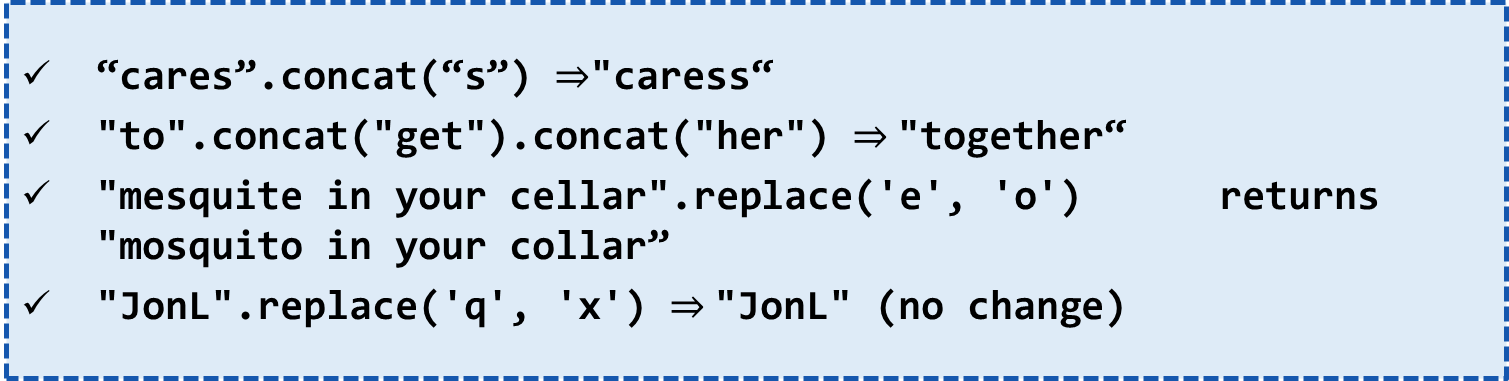 ✓ “cares”.concat(“s”) ⇒"caress“
✓ "to".concat("get").concat("her") ⇒ "together“
✓ "mesquite in your cellar".replace('e', 'o') returns
"mosquito in your collar”
✓ "JonL".replace('q', 'x') ⇒ "JonL" (no change)